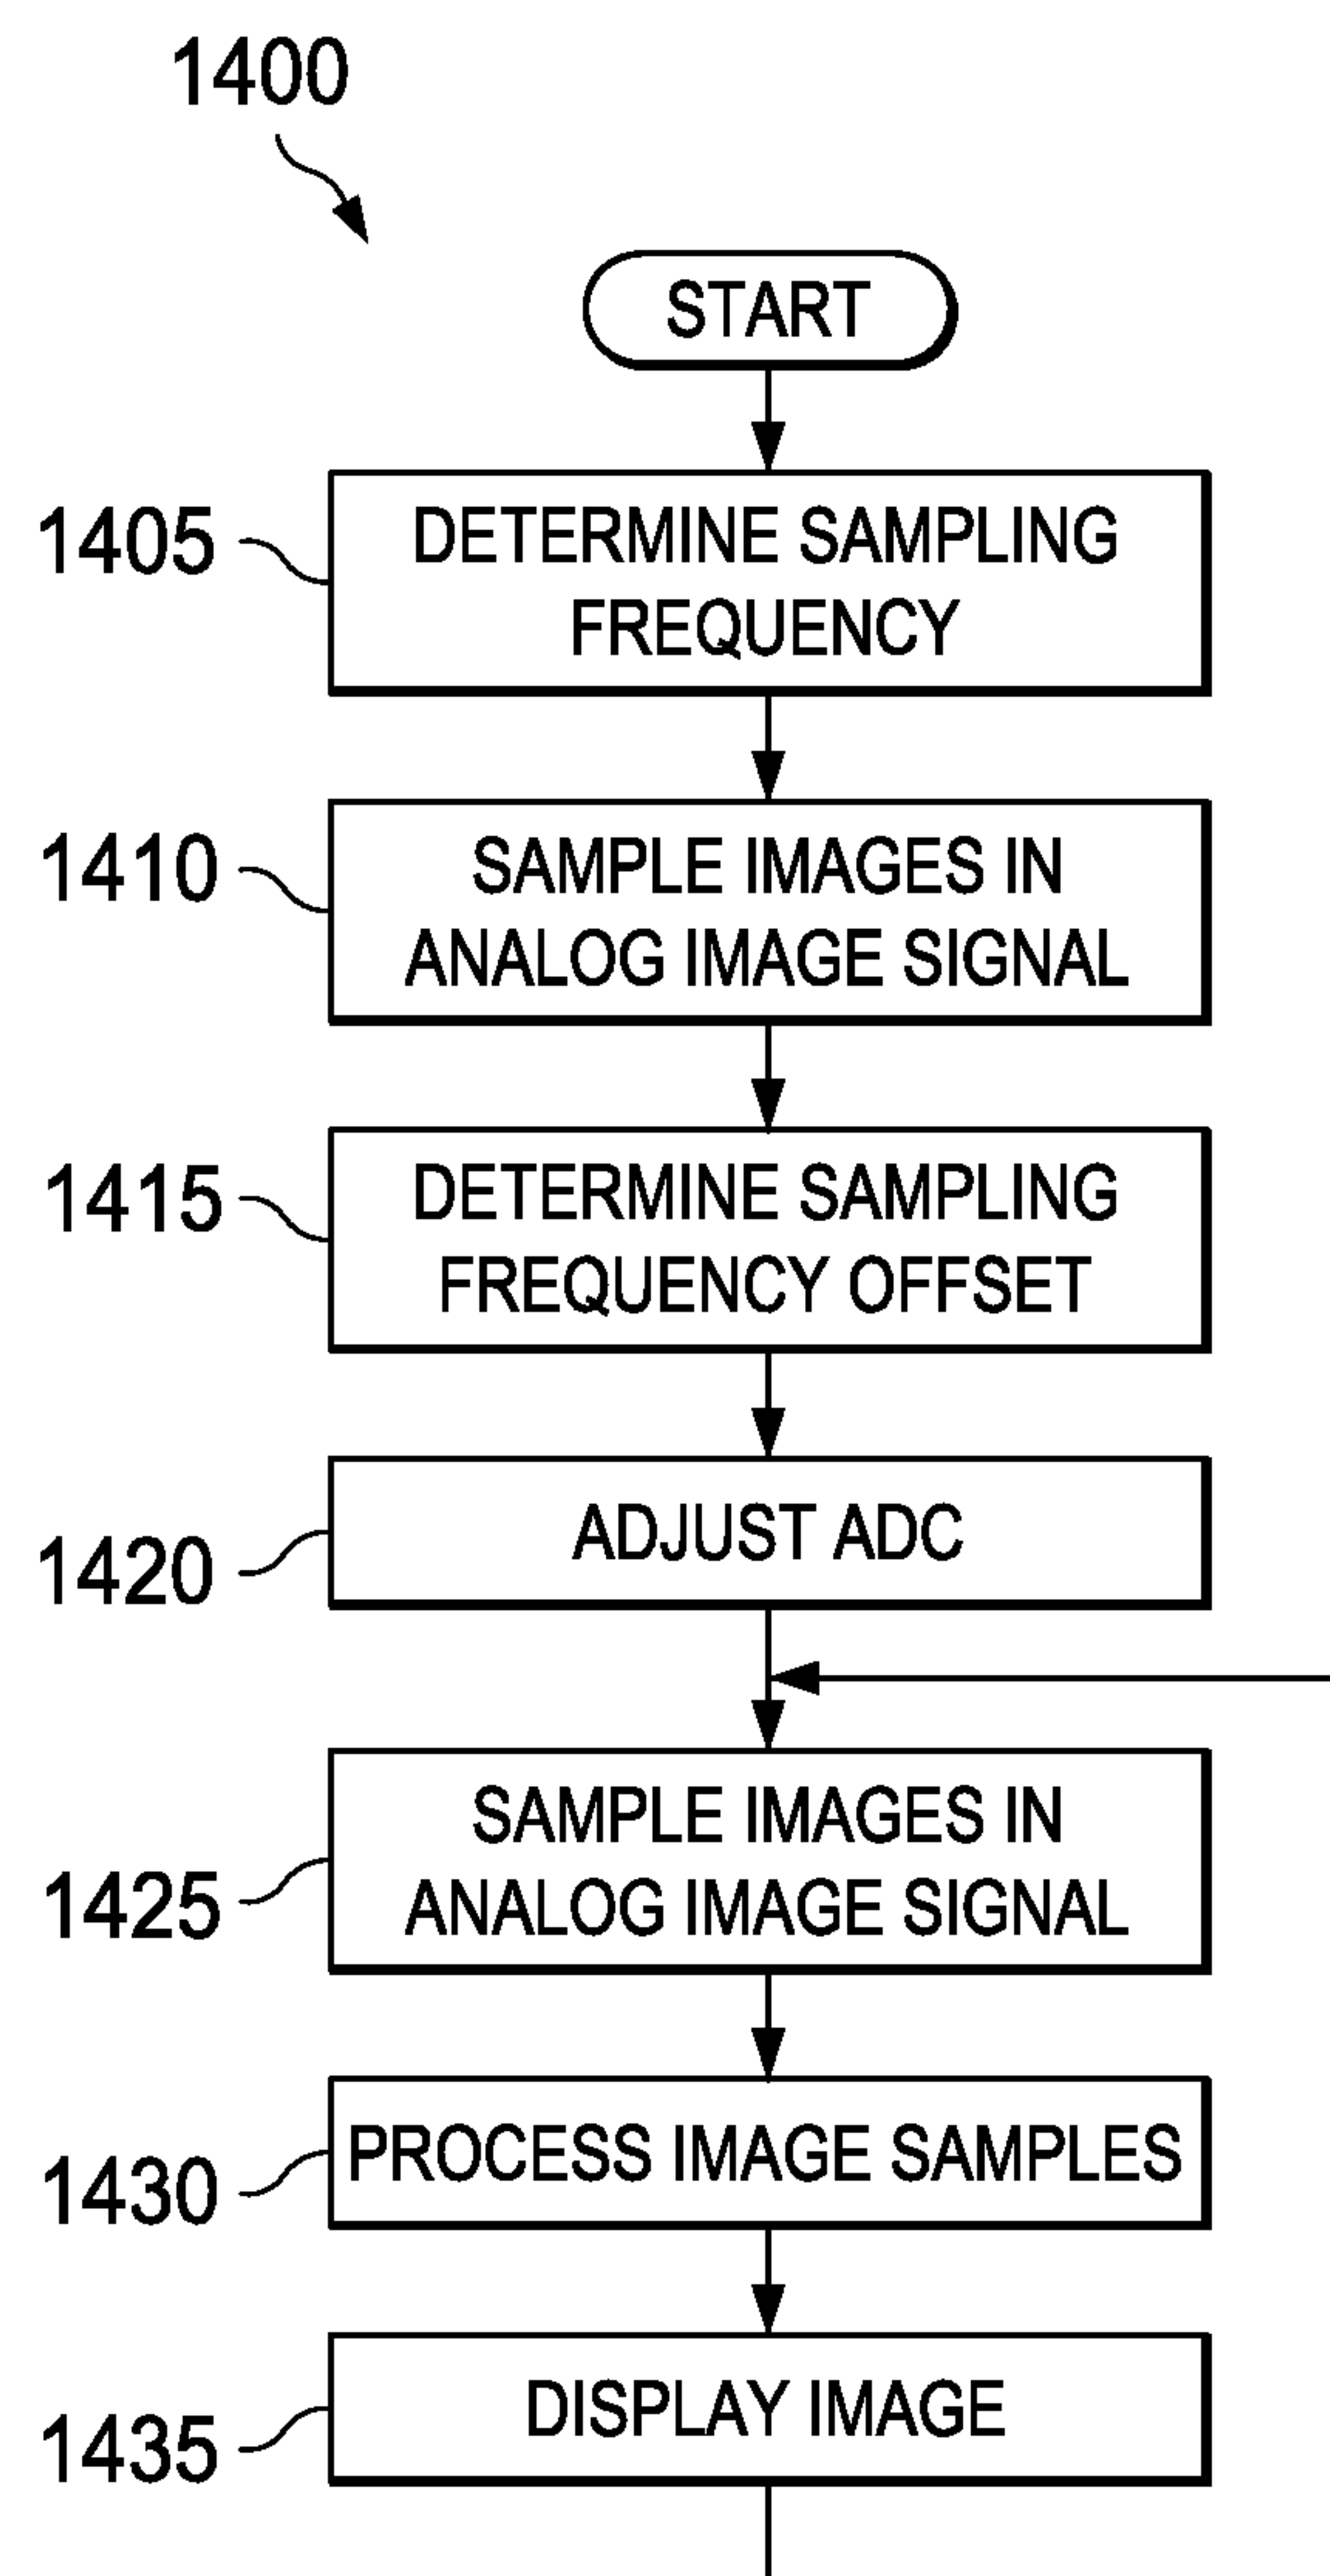 1400
START
1405
DETERMINE SAMPLING
FREQUENCY
1410
SAMPLE IMAGES IN
ANALOG IMAGE SIGNAL
1415
DETERMINE SAMPLING
FREQUENCY OFFSET
1420
ADJUST ADC
1425
SAMPLE IMAGES IN
ANALOG IMAGE SIGNAL
1430
PROCESS IMAGE SAMPLES
1435
DISPLAY IMAGE